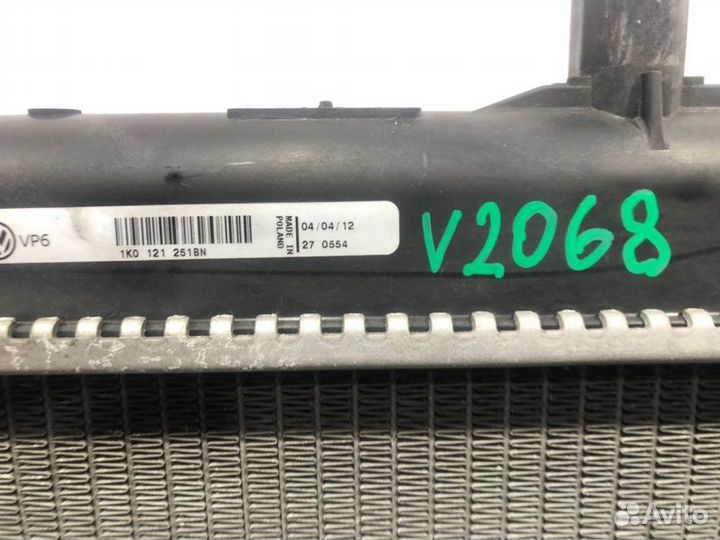 VP6
1K0 121 251BN
MADE IN
POLAND
04/04/12
27 0554
V2068
Avito